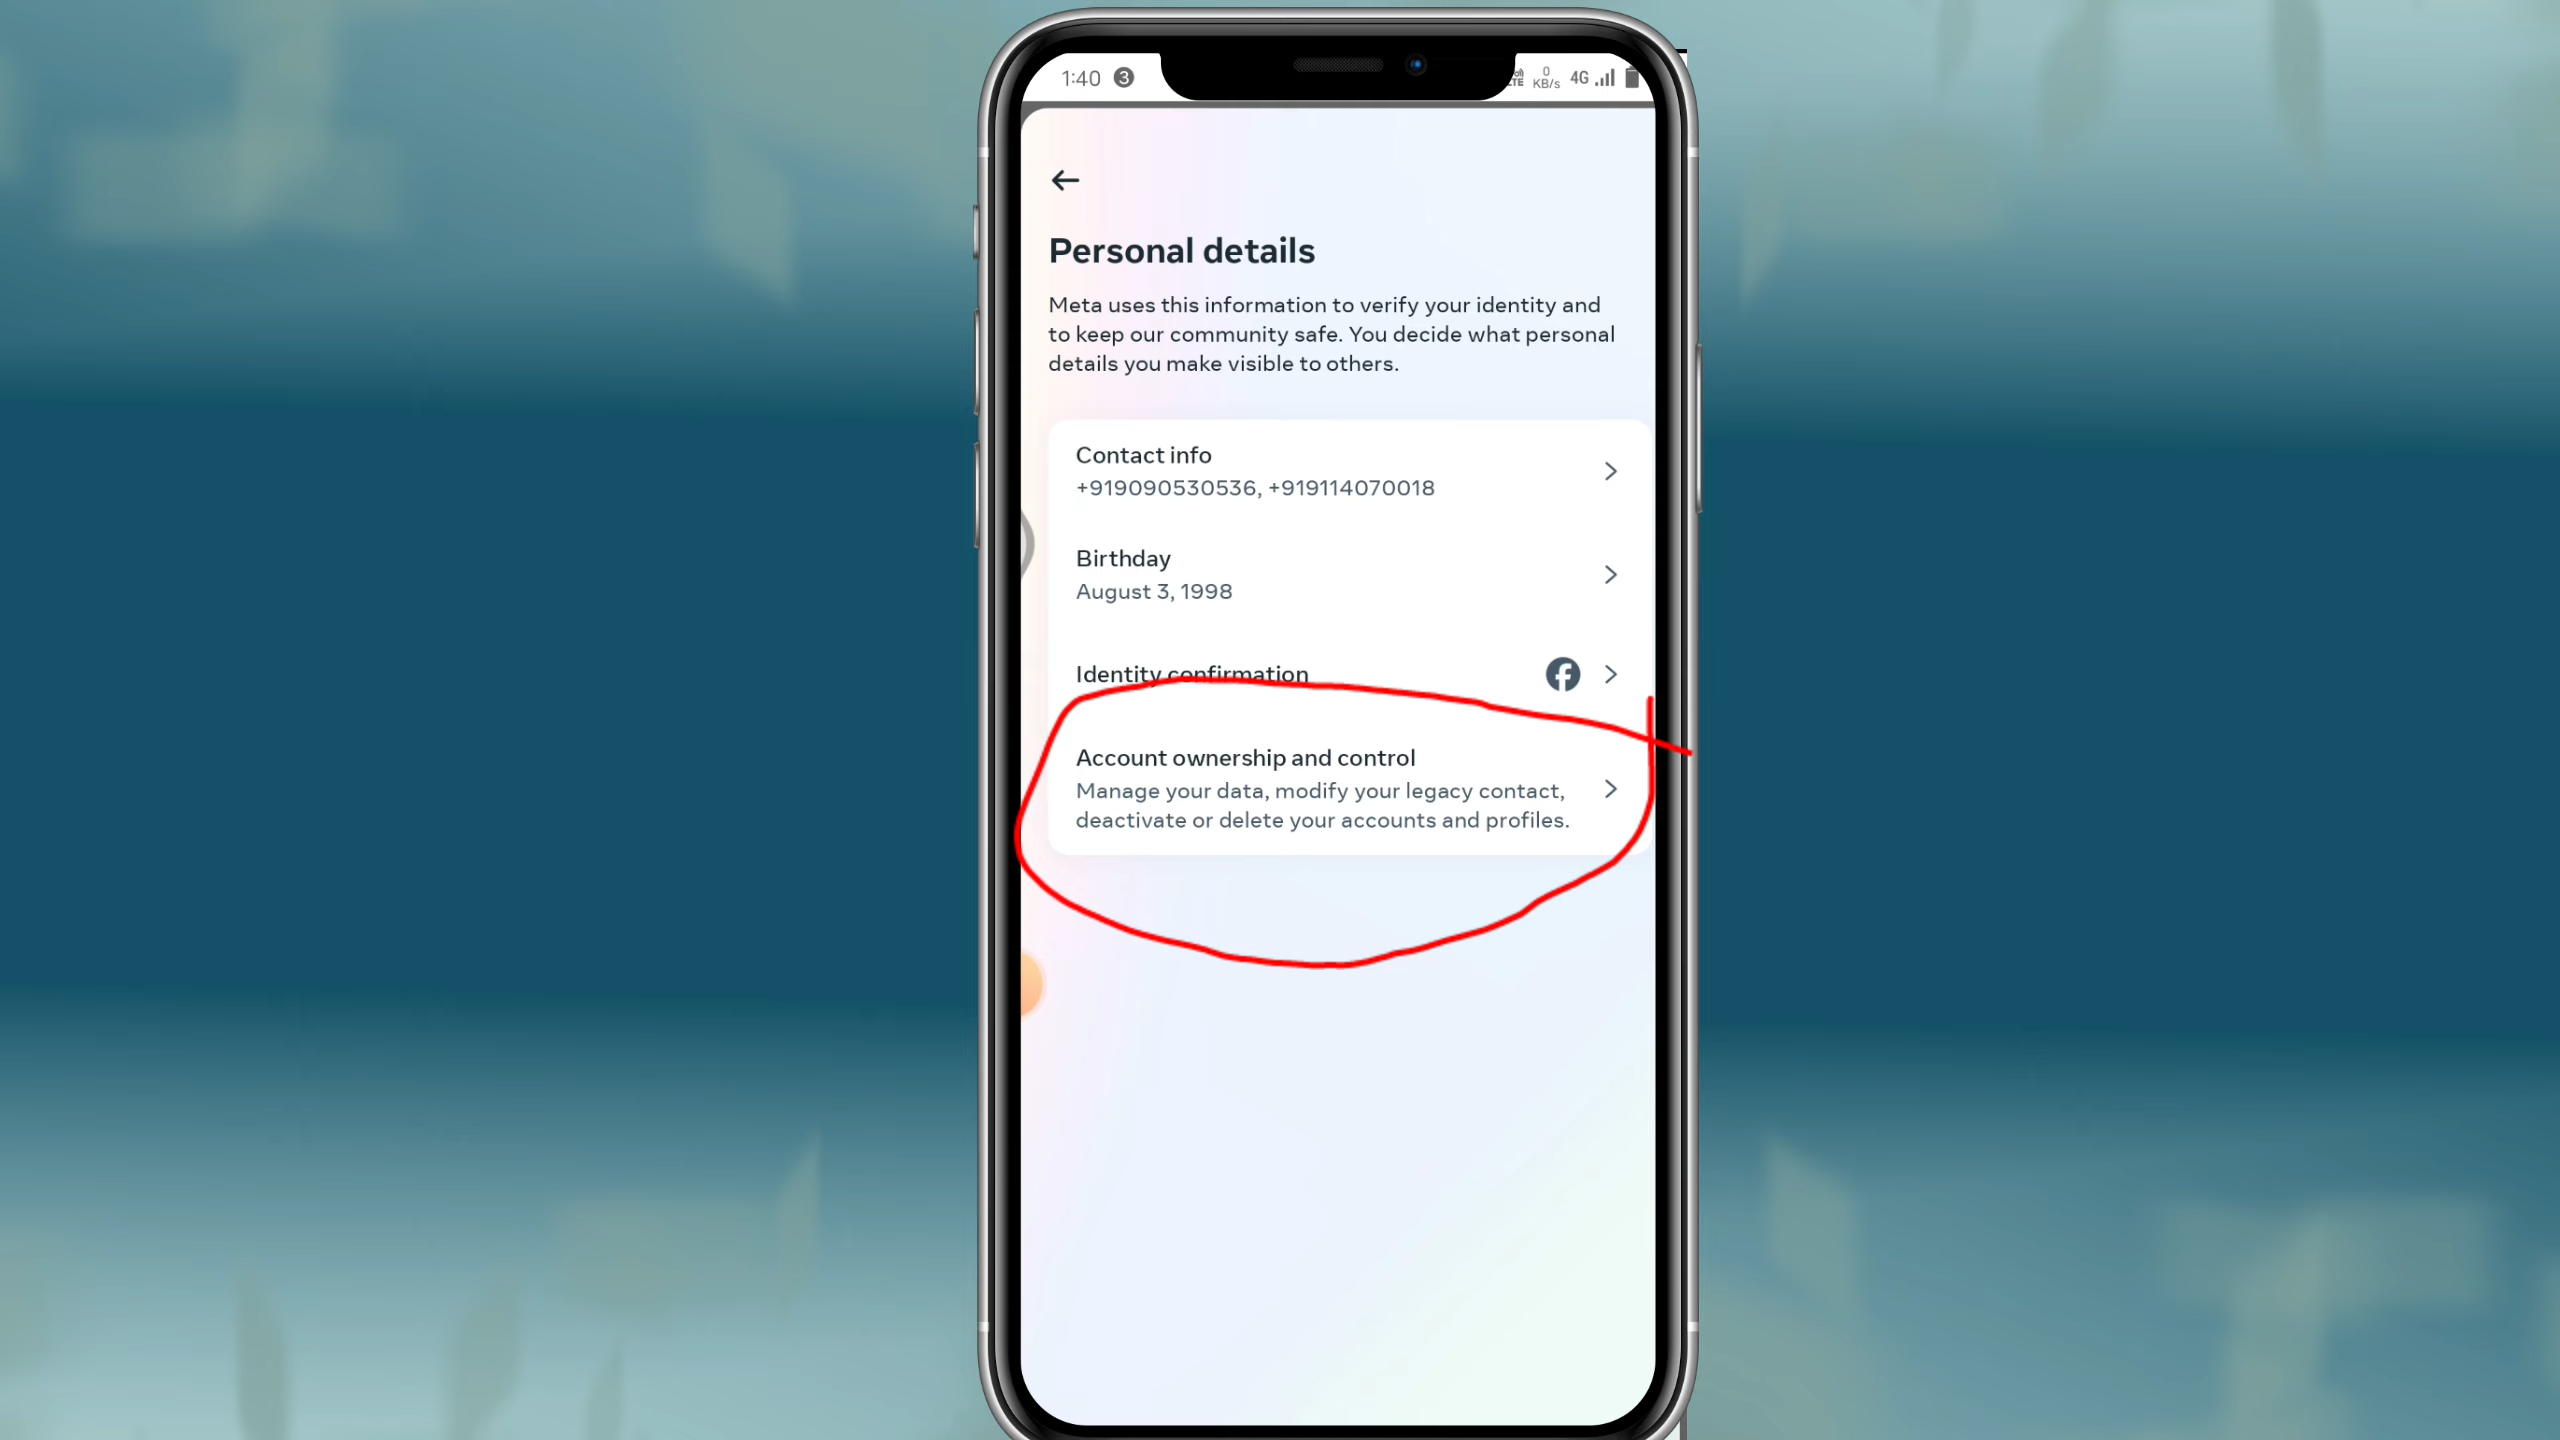 1:40 3
0
KB/s 4G
Personal details
Meta uses this information to verify your identity and
to keep our community safe. You decide what personal
details you make visible to others.
Contact info
+919090530536, +919114070018
Birthday
August 3, 1998
Identity confirmation
Account ownership and control
Manage your data, modify your legacy contact,
deactivate or delete your accounts and profiles.